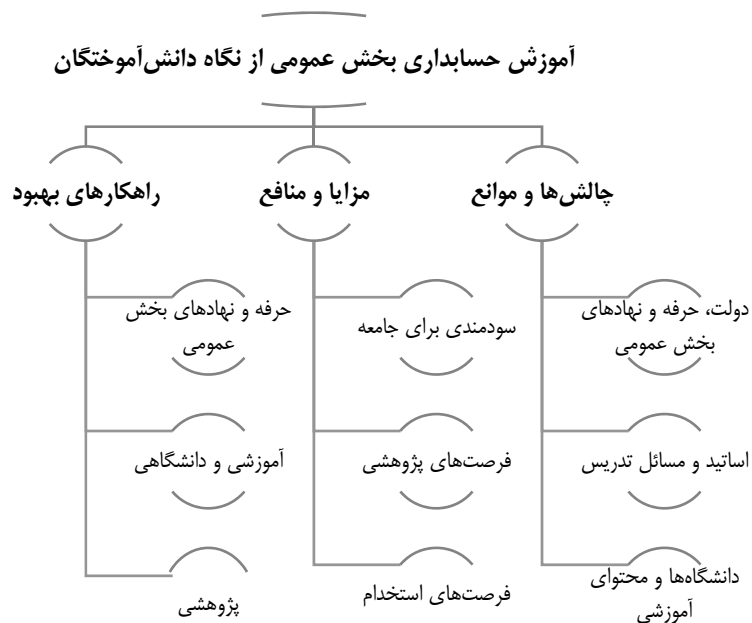 آموزش حسابداری بخش عمومی از نگاه دانش‌آموختگان
چالش‌ها و موانع
دولت، حرفه و نهادهای
بخش عمومی
اساتید و مسائل تدریس
دانشگاه‌ها و محتوای
آموزشی
مزایا و منافع
سودمندی برای جامعه
فرصت‌های پژوهشی
فرصت‌های استخدام
راهکارهای بهبود
حرفه و نهادهای بخش
عمومی
آموزشی و دانشگاهی
پژوهشی